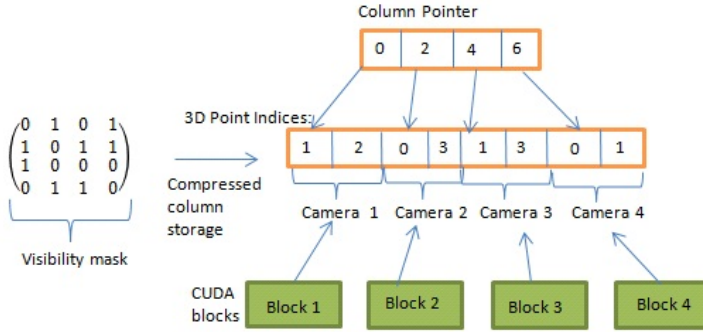 Column Pointer
0 2 4 6
3D Point Indices:
1 2 0 3 1 3 0 1
0 1 0 1
1 0 1 1
1 0 0 0
0 1 1 0
Compressed
column
storage
Camera 1 Camera 2 Camera 3 Camera 4
Visibility mask
CUDA
blocks
Block 1 Block 2 Block 3 Block 4